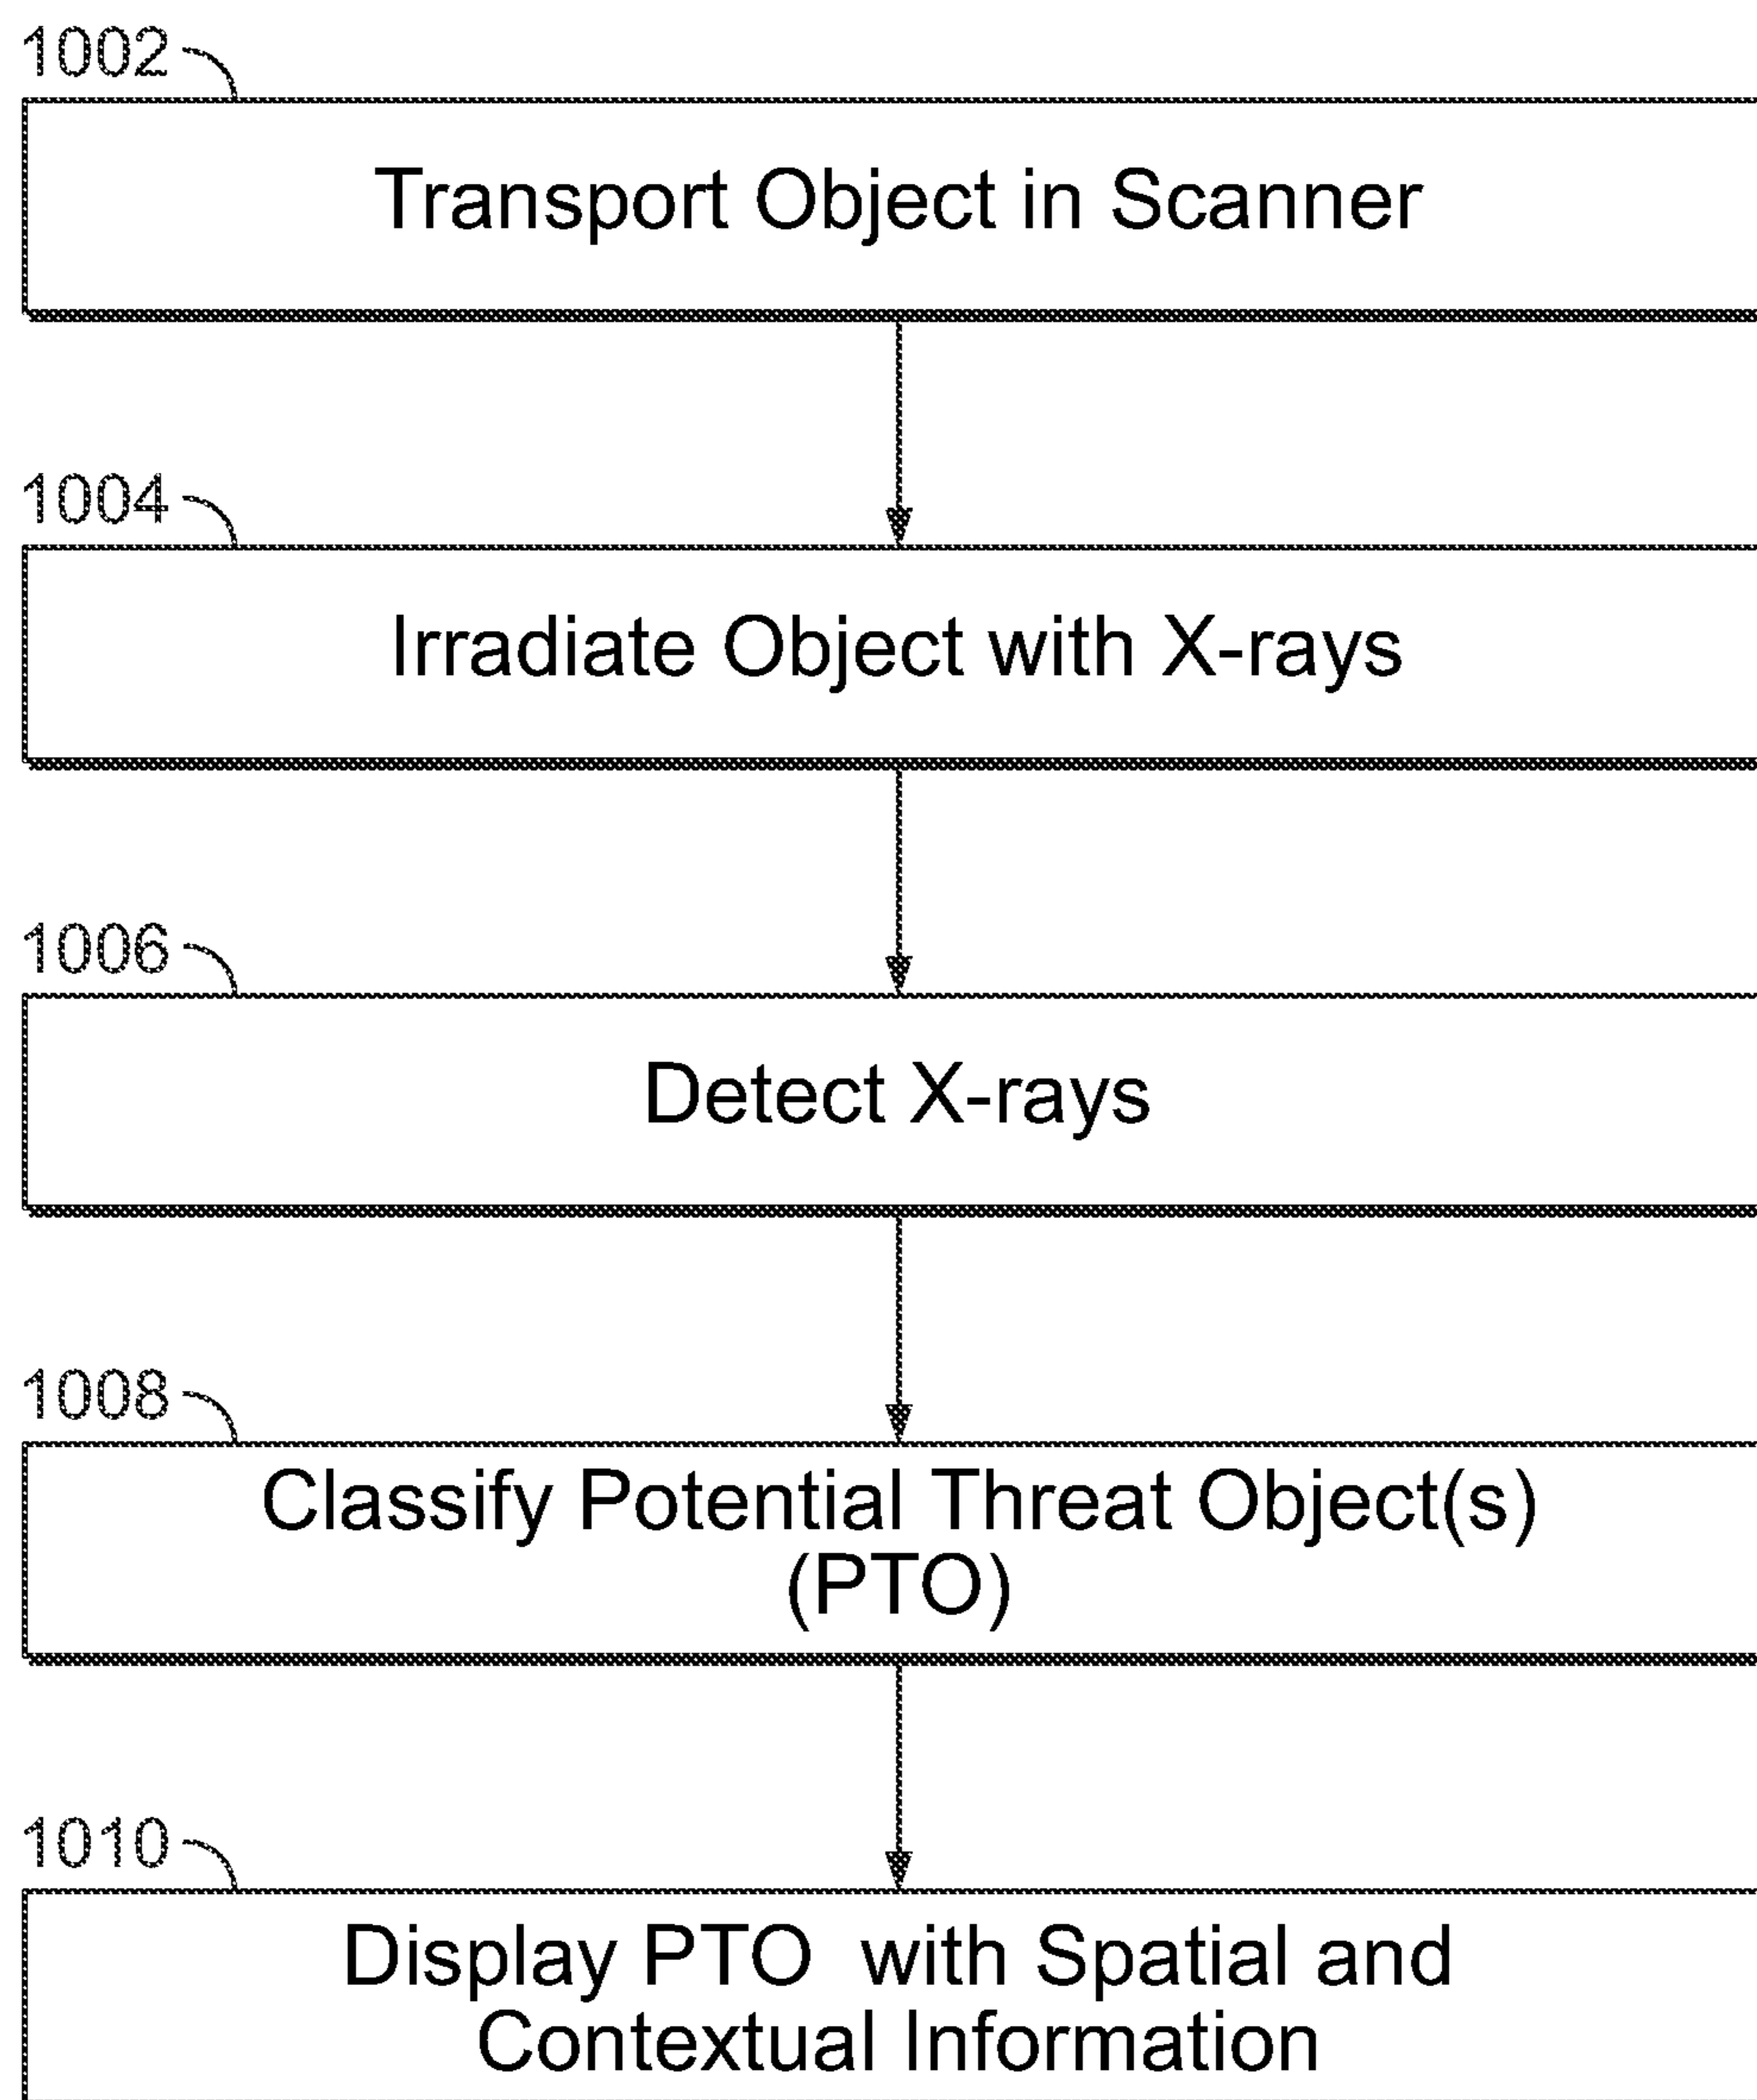 1002
Transport Object in Scanner
1004
Irradiate Object with X-rays
1006
Detect X-rays
1008
Classify Potential Threat Object(s)
(PTO)
1010
Display PTO with Spatial and
Contextual Information